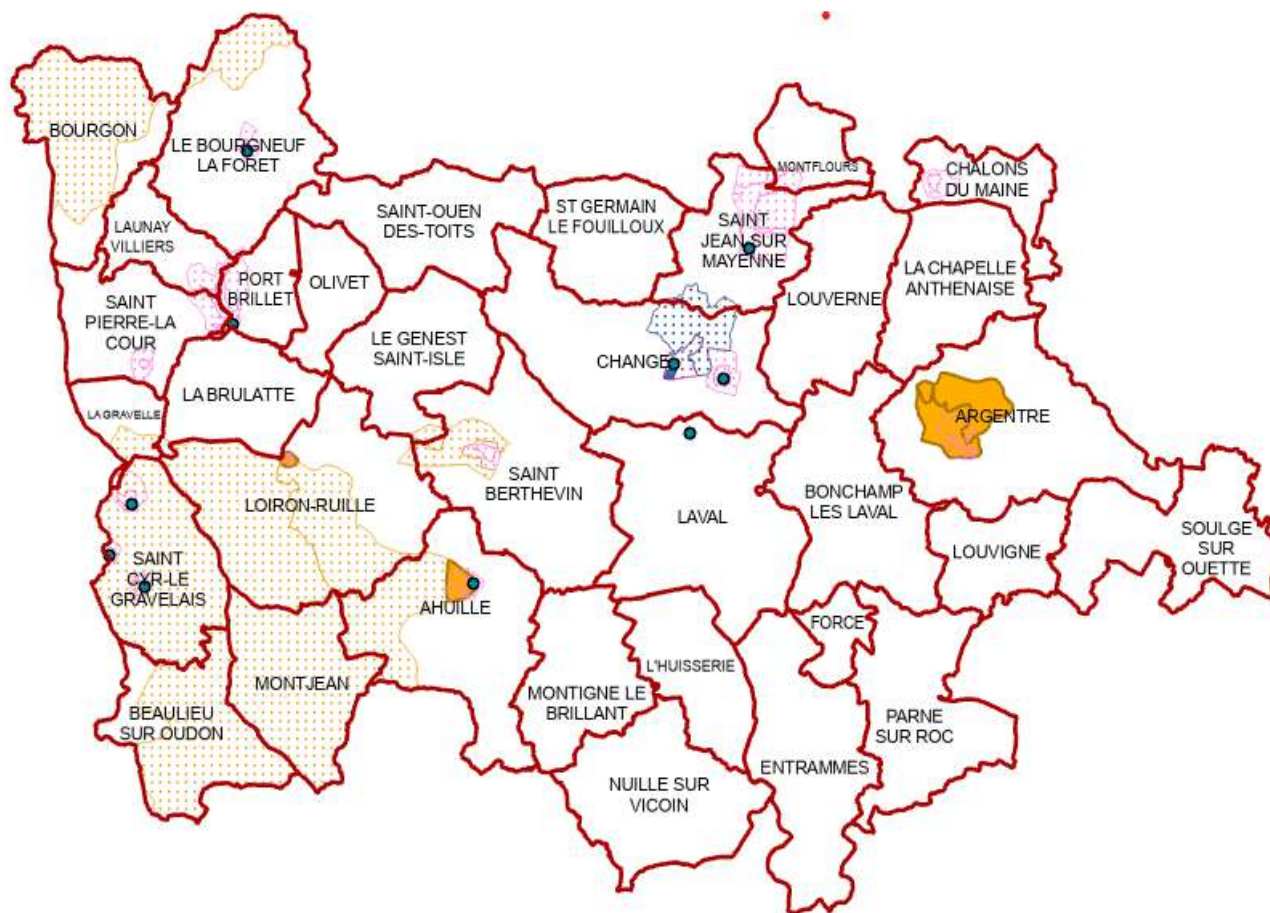 BOURGON
LE BOURGNEUF
LA FORET
MONTFLOURS
CHALONS
DU MAINE
LAUNAY
VILLIERS
SAINT-OUEN
DES-TOITS
ST GERMAIN
LE FOUILLOUX
SAINT
JEAN SUR
MAYENNE
PORT
BRILLET
OLIVET
LOUVERNE
LA CHAPELLE
ANTHENAISE
SAINT
PIERRE-LA
COUR
LE GENEST
SAINT-ISLE
CHANGE
LA BRULATTE
LA GRAVELLE
ARGENTRE
LOIRON-RUILLE
SAINT
BERTHEVIN
LAVAL
BONCHAMP
LES LAVAL
LOUVIGNE
SOULGE
SUR
OUETTE
SAINT
CYR-LE
GRAVELAIS
AHUILLE
FORCE
L'HUISSERIE
MONTJEAN
MONTIGNE LE
BRILLANT
BEAULIEU
SUR OUDON
PARNE
SUR ROC
ENTRAMMES
NUILLE SUR
VICOIN